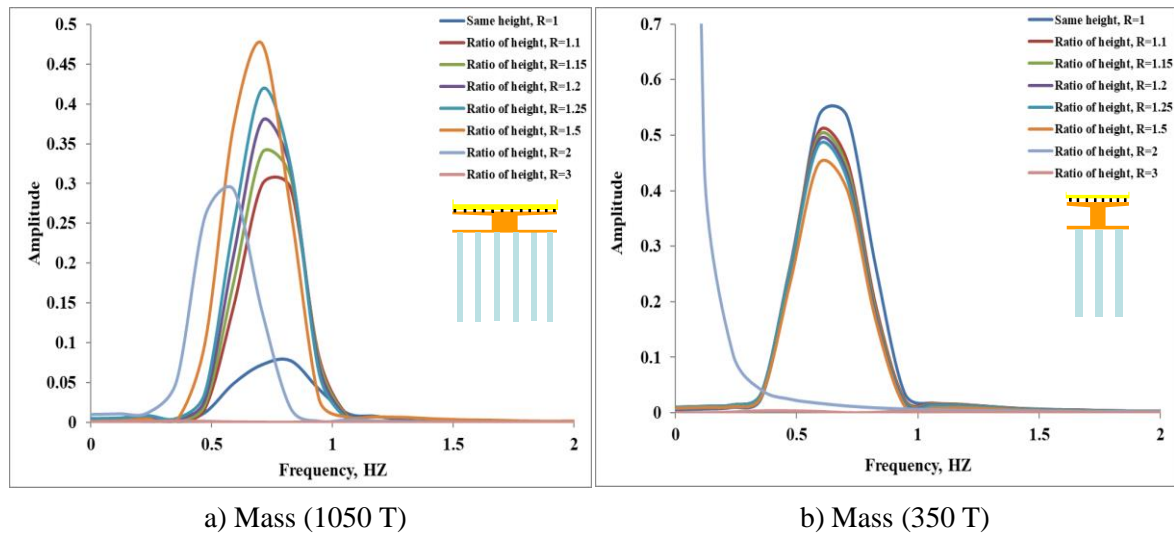 0.5
0.45
0.4
0.35
0.3
0.25
0.2
0.15
0.1
0.05
0
Amplitude
0 0.5 1 1.5 2
Frequency, HZ
Same height, R=1
Ratio of height, R=1.1
Ratio of height, R=1.15
Ratio of height, R=1.2
Ratio of height, R=1.25
Ratio of height, R=1.5
Ratio of height, R=2
Ratio of height, R=3
a) Mass (1050 T)
0.7
0.6
0.5
0.4
0.3
0.2
0.1
0
Amplitude
0 0.5 1 1.5 2
Frequency, HZ
Same height, R=1
Ratio of height, R=1.1
Ratio of height, R=1.15
Ratio of height, R=1.2
Ratio of height, R=1.25
Ratio of height, R=1.5
Ratio of height, R=2
Ratio of height, R=3
b) Mass (350 T)